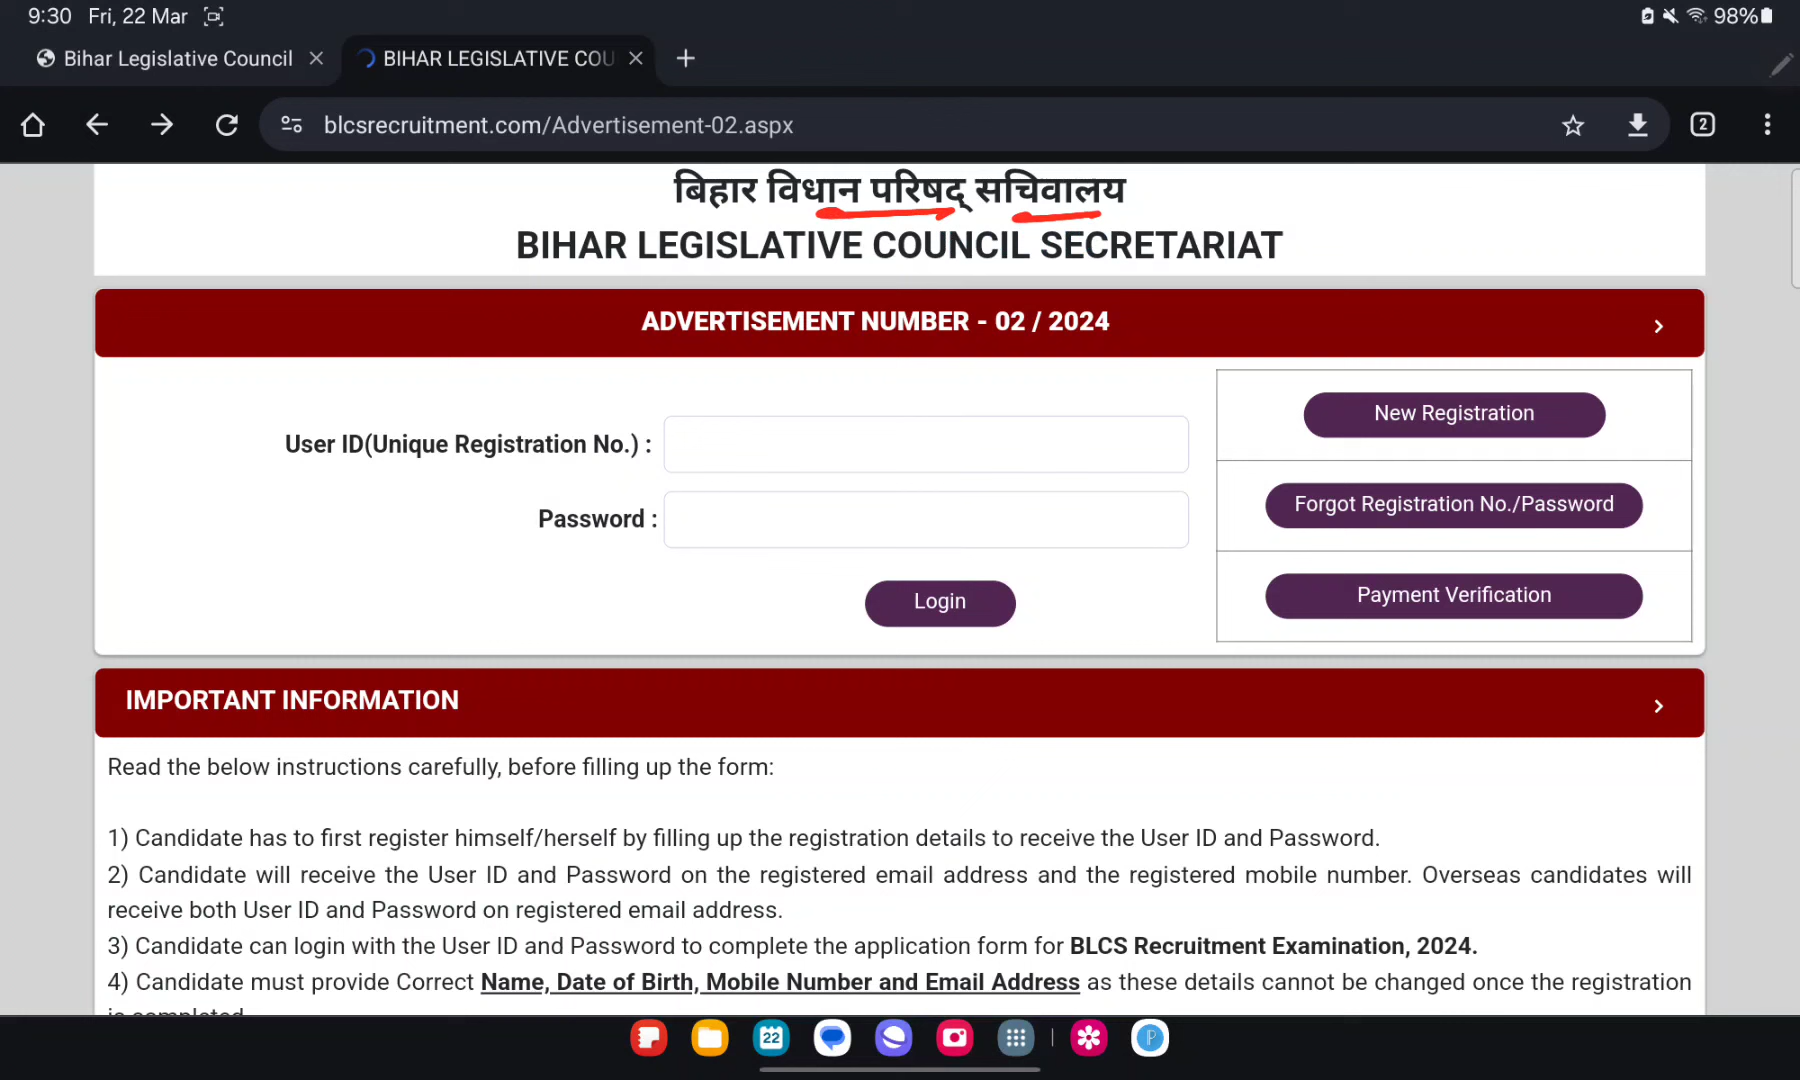 9:30 Fri, 22 Mar 98%
Bihar Legislative Council BIHAR LEGISLATIVE COU
blcsrecruitment.com/Advertisement-02.aspx 2
बिहार विधान परिषद् सचिवालय
BIHAR LEGISLATIVE COUNCIL SECRETARIAT
ADVERTISEMENT NUMBER - 02 / 2024
New Registration
User ID(Unique Registration No.) :
Forgot Registration No./Password
Password :
Payment Verification
Login
IMPORTANT INFORMATION
Read the below instructions carefully, before filling up the form:
1) Candidate has to first register himself/herself by filling up the registration details to receive the User ID and Password.
2) Candidate will receive the User ID and Password on the registered email address and the registered mobile number. Overseas candidates will
receive both User ID and Password on registered email address.
3) Candidate can login with the User ID and Password to complete the application form for BLCS Recruitment Examination, 2024.
4) Candidate must provide Correct Name, Date of Birth, Mobile Number and Email Address as these details cannot be changed once the registration
is completed
22